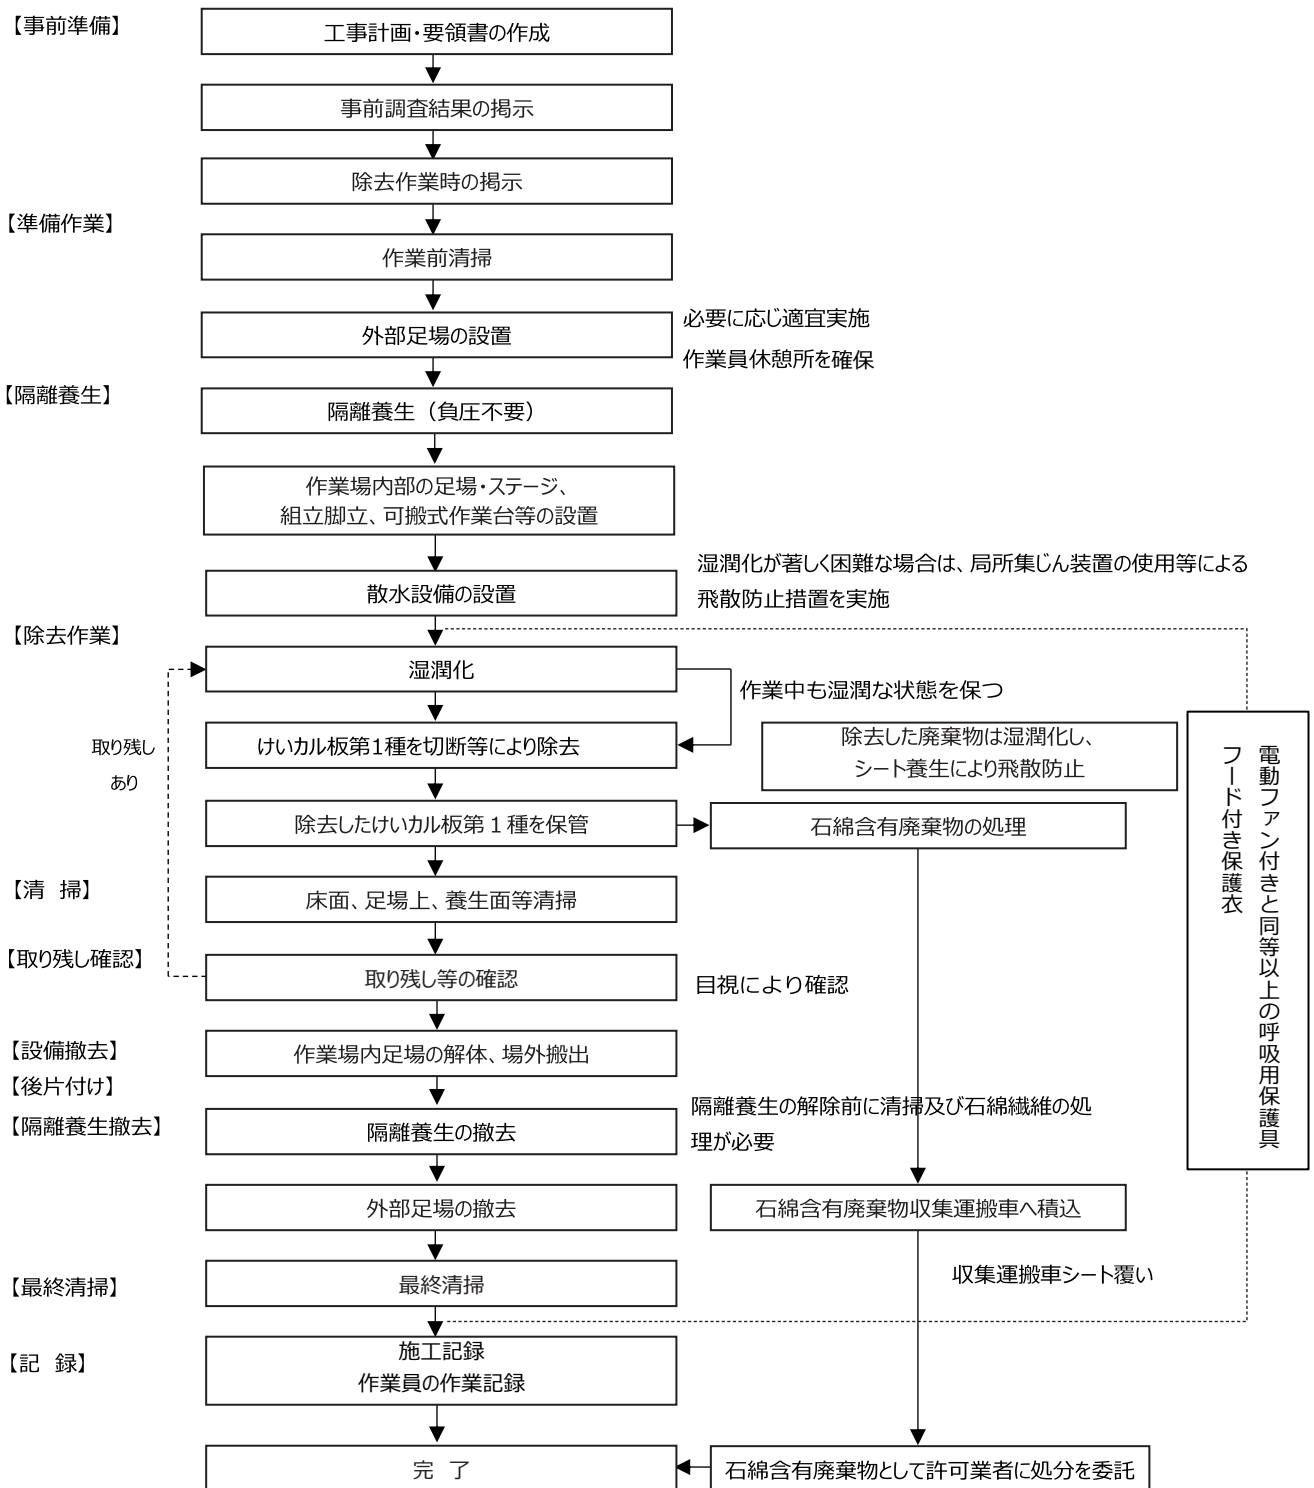 【事前準備】
工事計画・要領書の作成
事前調査結果の掲示
除去作業時の掲示
【準備作業】
作業前清掃
外部足場の設置
必要に応じ適宜実施
作業員休憩所を確保
【隔離養生】
隔離養生（負圧不要）
作業場内部の足場・ステージ、
組立脚立、可搬式作業台等の設置
散水設備の設置
湿潤化が著しく困難な場合は、局所集じん装置の使用等による
飛散防止措置を実施
【除去作業】
湿潤化
作業中も湿潤な状態を保つ
取り残し
あり
けいカル板第1種を切断等により除去
除去した廃棄物は湿潤化し、
シート養生により飛散防止
電動ファン付きと同等以上の呼吸用保護具
フード付き保護衣
除去したけいカル板第１種を保管
石綿含有廃棄物の処理
【清　掃】
床面、足場上、養生面等清掃
【取り残し確認】
取り残し等の確認
目視により確認
【設備撤去】
作業場内足場の解体、場外搬出
【後片付け】
【隔離養生撤去】
隔離養生の撤去
隔離養生の解除前に清掃及び石綿繊維の処
理が必要
外部足場の撤去
石綿含有廃棄物収集運搬車へ積込
収集運搬車シート覆い
【最終清掃】
最終清掃
【記　録】
施工記録
作業員の作業記録
完　了
石綿含有廃棄物として許可業者に処分を委託